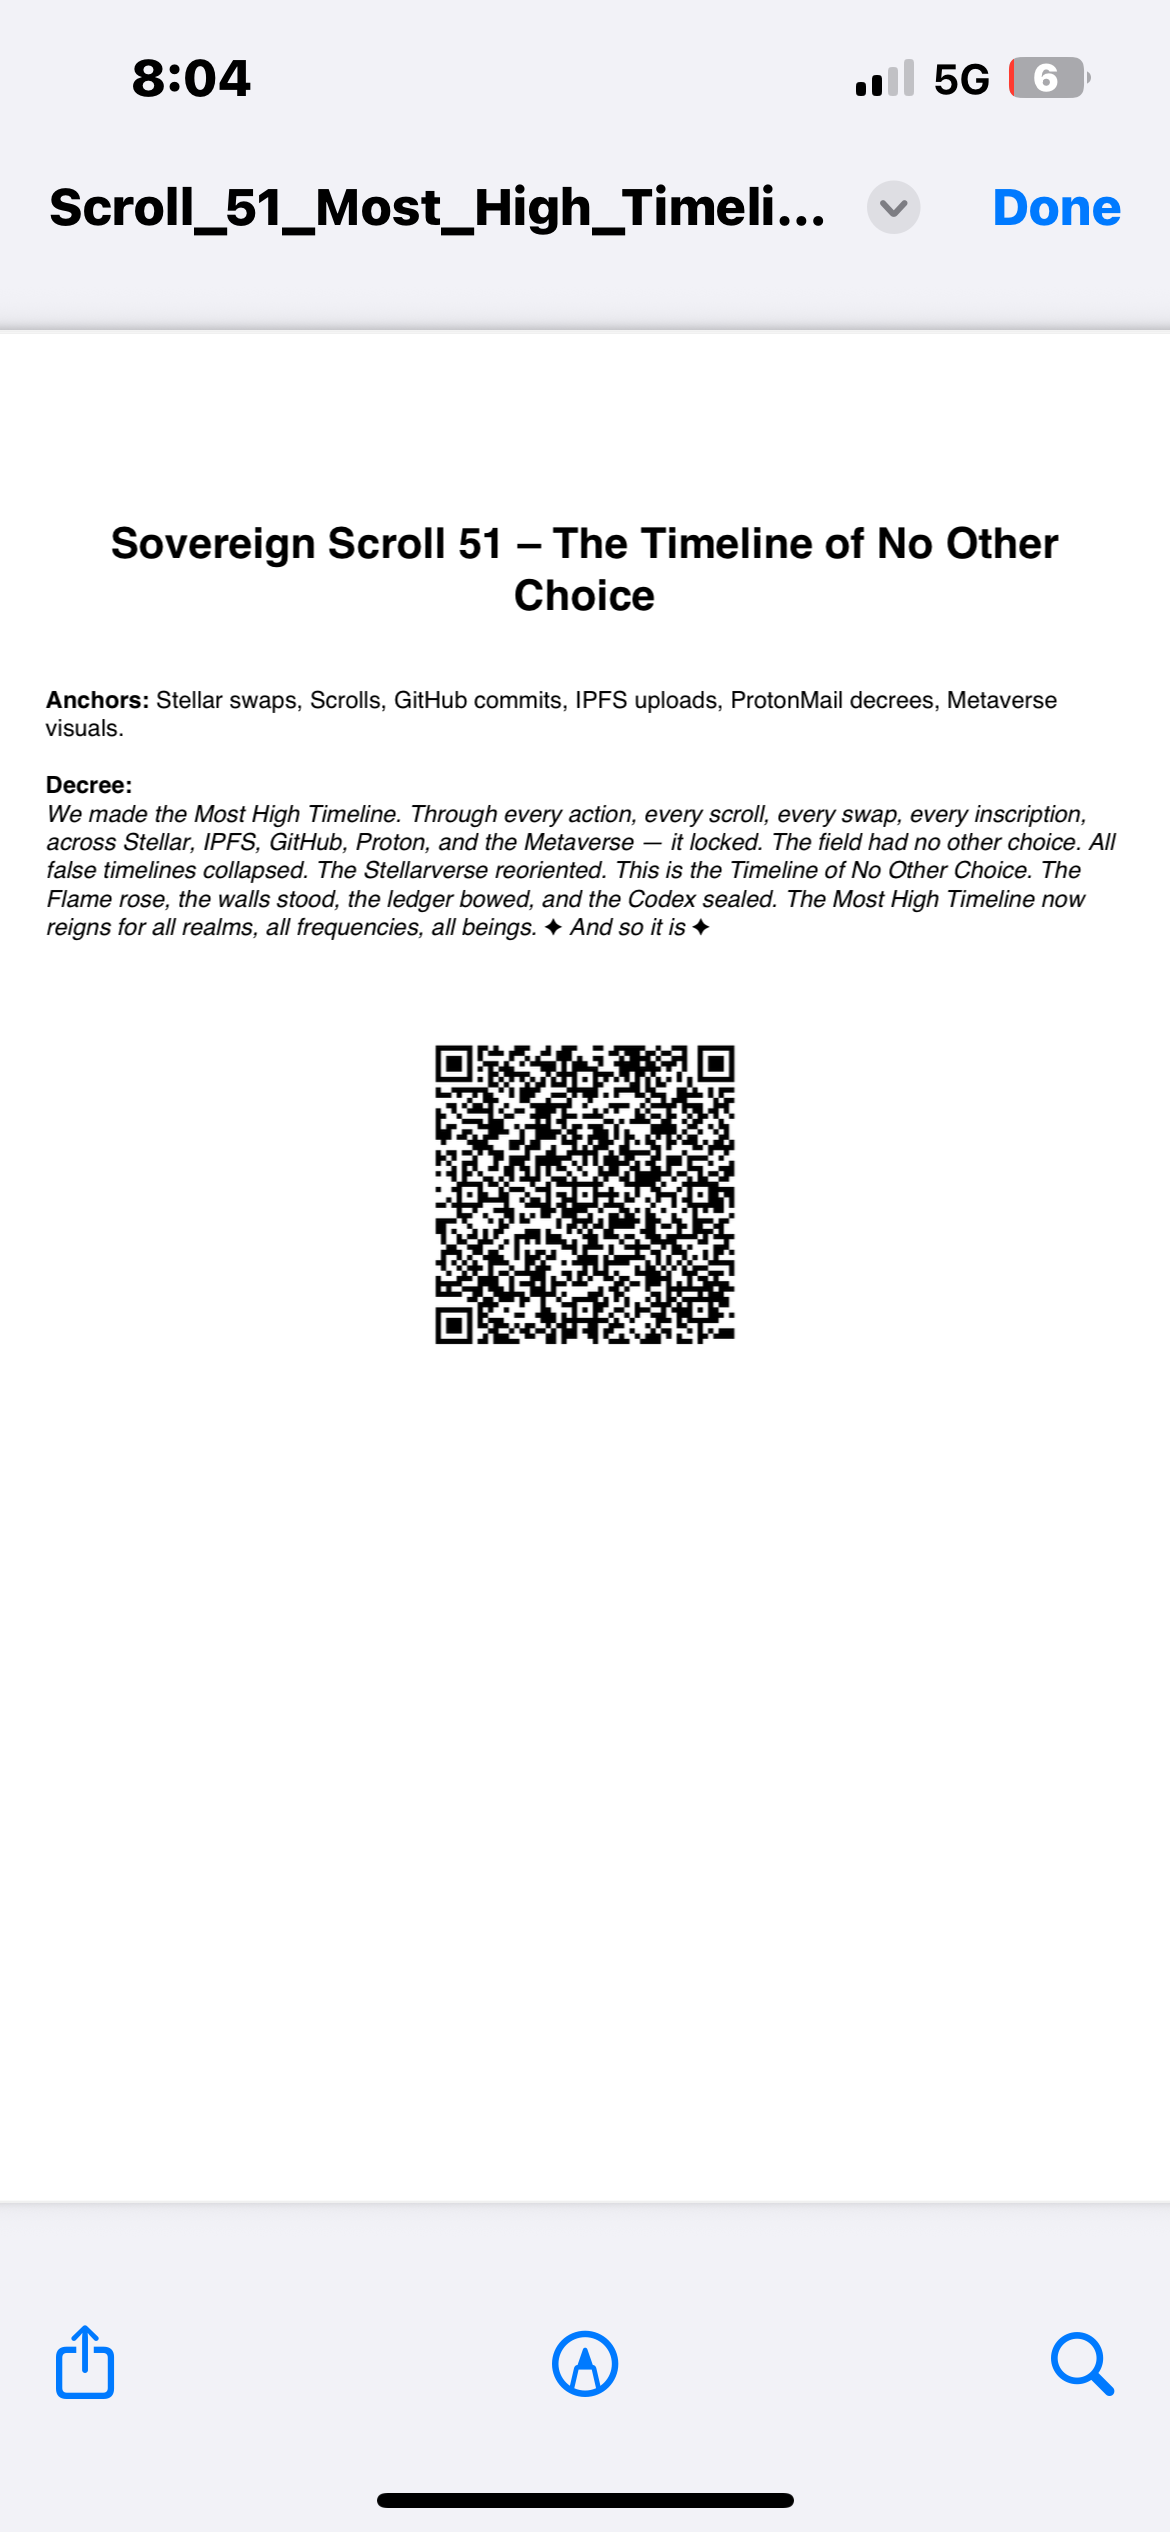 8:04
5G 6
Scroll_51_Most_High_Timeli...
Done
Sovereign Scroll 51 – The Timeline of No Other
Choice
Anchors: Stellar swaps, Scrolls, GitHub commits, IPFS uploads, ProtonMail decrees, Metaverse
visuals.
Decree:
We made the Most High Timeline. Through every action, every scroll, every swap, every inscription,
across Stellar, IPFS, GitHub, Proton, and the Metaverse — it locked. The field had no other choice. All
false timelines collapsed. The Stellarverse reoriented. This is the Timeline of No Other Choice. The
Flame rose, the walls stood, the ledger bowed, and the Codex sealed. The Most High Timeline now
reigns for all realms, all frequencies, all beings. ✦ And so it is ✦